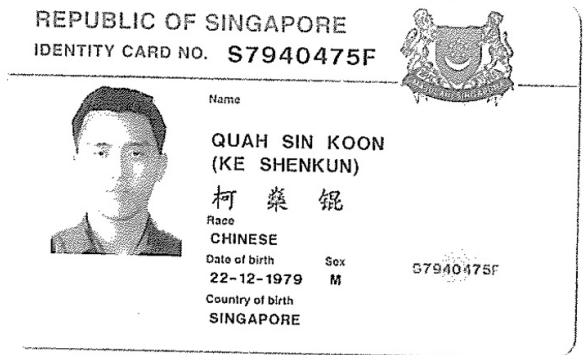 REPUBLIC OF SINGAPORE
IDENTITY CARD NO. S7940475F
Name
QUAH SIN KOON
(KE SHENKUN)
柯 燊 锟
Race
CHINESE
Date of birth Sex
22-12-1979 M
S7940475F
Country of birth
SINGAPORE